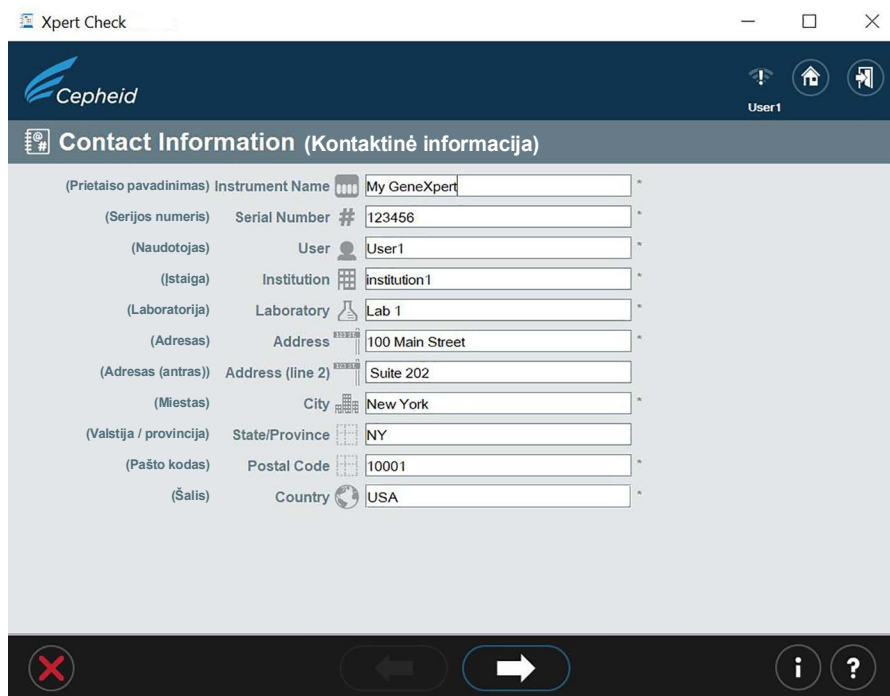 Xpert Check
Cepheid
User1
Contact Information (Kontaktinė informacija)
(Prietaiso pavadinimas) Instrument Name My GeneXpert *
(Serijos numeris) Serial Number # 123456 *
(Naudotojas) User User1 *
(Įstaiga) Institution institution1 *
(Laboratorija) Laboratory Lab 1 *
(Adresas) Address 100 Main Street *
(Adresas (antras)) Address (line 2) Suite 202
(Miestas) City New York *
(Valstija / provincija) State/Province NY
(Pašto kodas) Postal Code 10001 *
(Šalis) Country USA *
i ?